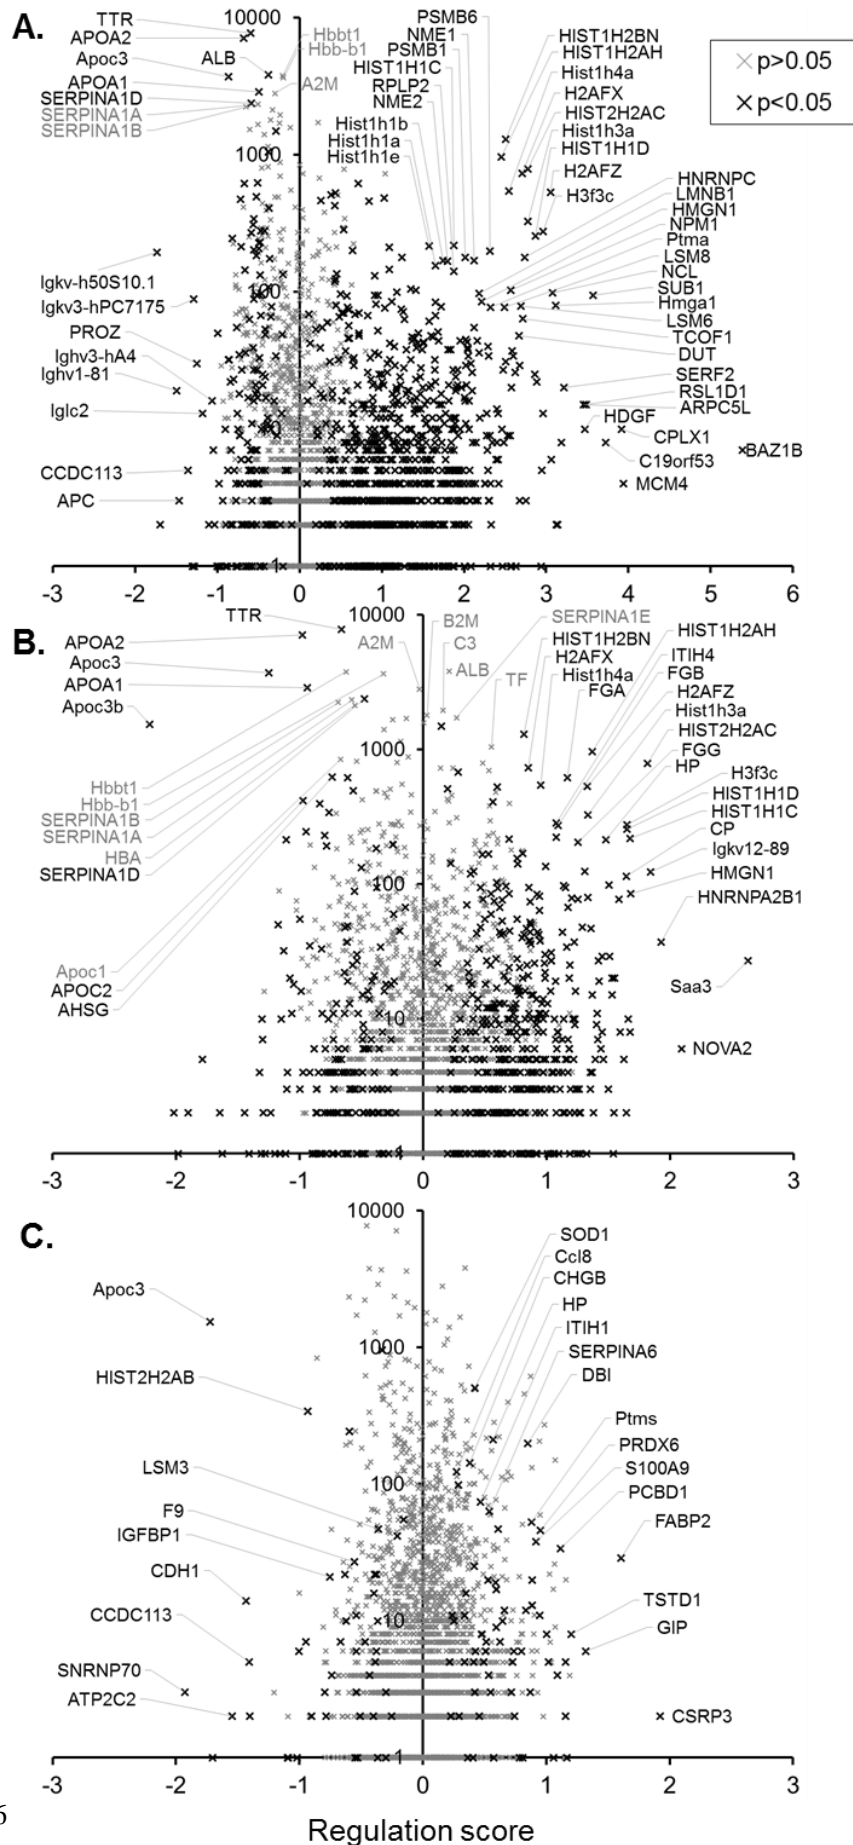 A.
TTR
APOA2
Apoc3
ALB
APOA1
SERPINA1D
SERPINA1A
SERPINA1B
10000
Hbbt1
Hbb-b1
A2M
PSMB6
NME1
PSMB1
HIST1H1C
RPLP2
NME2
Hist1h1b
Hist1h1a
Hist1h1e
HIST1H2BN
HIST1H2AH
Hist1h4a
H2AFX
HIST2H2AC
Hist1h3a
HIST1H1D
H2AFZ
H3f3c
p>0.05
p<0.05
1000
HNRNPC
LMNB1
HMGN1
NPM1
Ptma
LSM8
NCL
SUB1
Hmga1
LSM6
TCOF1
DUT
SERF2
RSL1D1
ARPC5L
HDGF
CPLX1
C19orf53
BAZ1B
MCM4
Igkv-h50S10.1
Igkv3-hPC7175
PROZ
Ighv3-hA4
Ighv1-81
Iglc2
CCDC113
APC
100
10
1
-3 -2 -1 0 1 2 3 4 5 6
B.
TTR
APOA2
Apoc3
APOA1
Apoc3b
10000
A2M
B2M
C3
ALB
TF
SERPINA1E
HIST1H2BN
H2AFX
Hist1h4a
FGA
HIST1H2AH
ITIH4
FGB
H2AFZ
Hist1h3a
HIST2H2AC
FGG
HP
H3f3c
HIST1H1D
HIST1H1C
CP
Igkv12-89
HMGN1
HNRNPA2B1
Saa3
NOVA2
Hbbt1
Hbb-b1
SERPINA1B
SERPINA1A
HBA
SERPINA1D
Apoc1
APOC2
AHSG
1000
100
10
1
-3 -2 -1 0 1 2 3
C.
10000
Apoc3
HIST2H2AB
LSM3
F9
IGFBP1
CDH1
CCDC113
SNRNP70
ATP2C2
1000
100
10
1
SOD1
Ccl8
CHGB
HP
ITIH1
SERPINA6
DBI
Ptms
PRDX6
S100A9
PCBD1
FABP2
TSTD1
GIP
CSRP3
-3 -2 -1 0 1 2 3
Regulation score